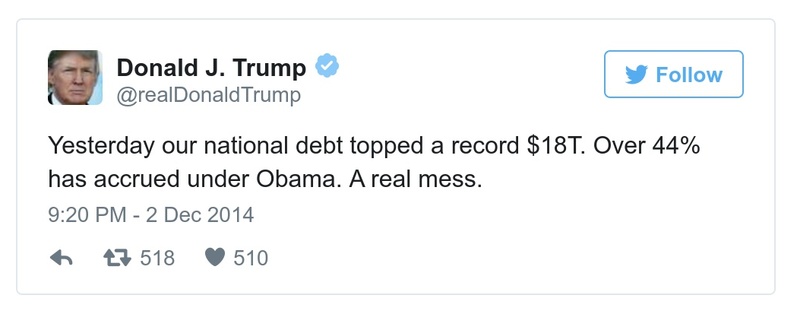 Donald J. Trump
@realDonaldTrump
Follow
Yesterday our national debt topped a record $18T. Over 44%
has accrued under Obama. A real mess.
9:20 PM - 2 Dec 2014
518 510